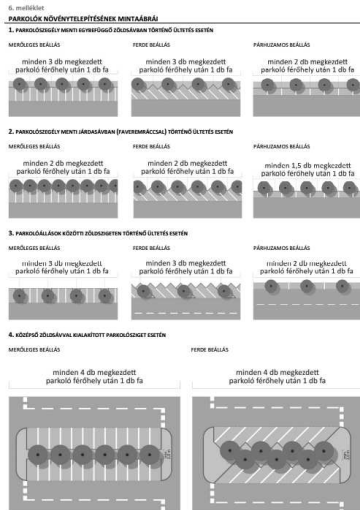 6. melléklet
PARKOLÓK NÖVÉNYTELEPÍTÉSÉNEK MINTAÁBRÁI
1. PARKOLÓSZEGÉLY MENTI EGYBEFÜGGŐ ZÖLDSÁVBAN TÖRTÉNŐ ÜLTETÉS ESETÉN
MERŐLEGES BEÁLLÁS
FERDE BEÁLLÁS
PÁRHUZAMOS BEÁLLÁS
minden 3 db megkezdett
parkoló férőhely után 1 db fa
minden 3 db megkezdett
parkoló férőhely után 1 db fa
minden 2 db megkezdett
parkoló férőhely után 1 db fa
2. PARKOLÓSZEGÉLY MENTI JÁRDASÁVBAN (FAVEREMRÁCCSAL) TÖRTÉNŐ ÜLTETÉS ESETÉN
MERŐLEGES BEÁLLÁS
FERDE BEÁLLÁS
PÁRHUZAMOS BEÁLLÁS
minden 2 db megkezdett
parkoló férőhely után 1 db fa
minden 2 db megkezdett
parkoló férőhely után 1 db fa
minden 1,5 db megkezdett
parkoló férőhely után 1 db fa
3. PARKOLÓÁLLÁSOK KÖZÖTTI ZÖLDSZIGETEN TÖRTÉNŐ ÜLTETÉS ESETÉN
MERŐLEGES BEÁLLÁS
FERDE BEÁLLÁS
PÁRHUZAMOS BEÁLLÁS
minden 3 db megkezdett
parkoló férőhely után 1 db fa
minden 3 db megkezdett
parkoló férőhely után 1 db fa
minden 2 db megkezdett
parkoló férőhely után 1 db fa
4. KÖZÉPSŐ ZÖLDSÁVVAL KIALAKÍTOTT PARKOLÓSZIGET ESETÉN
MERŐLEGES BEÁLLÁS
FERDE BEÁLLÁS
minden 4 db megkezdett
parkoló férőhely után 1 db fa
minden 4 db megkezdett
parkoló férőhely után 1 db fa